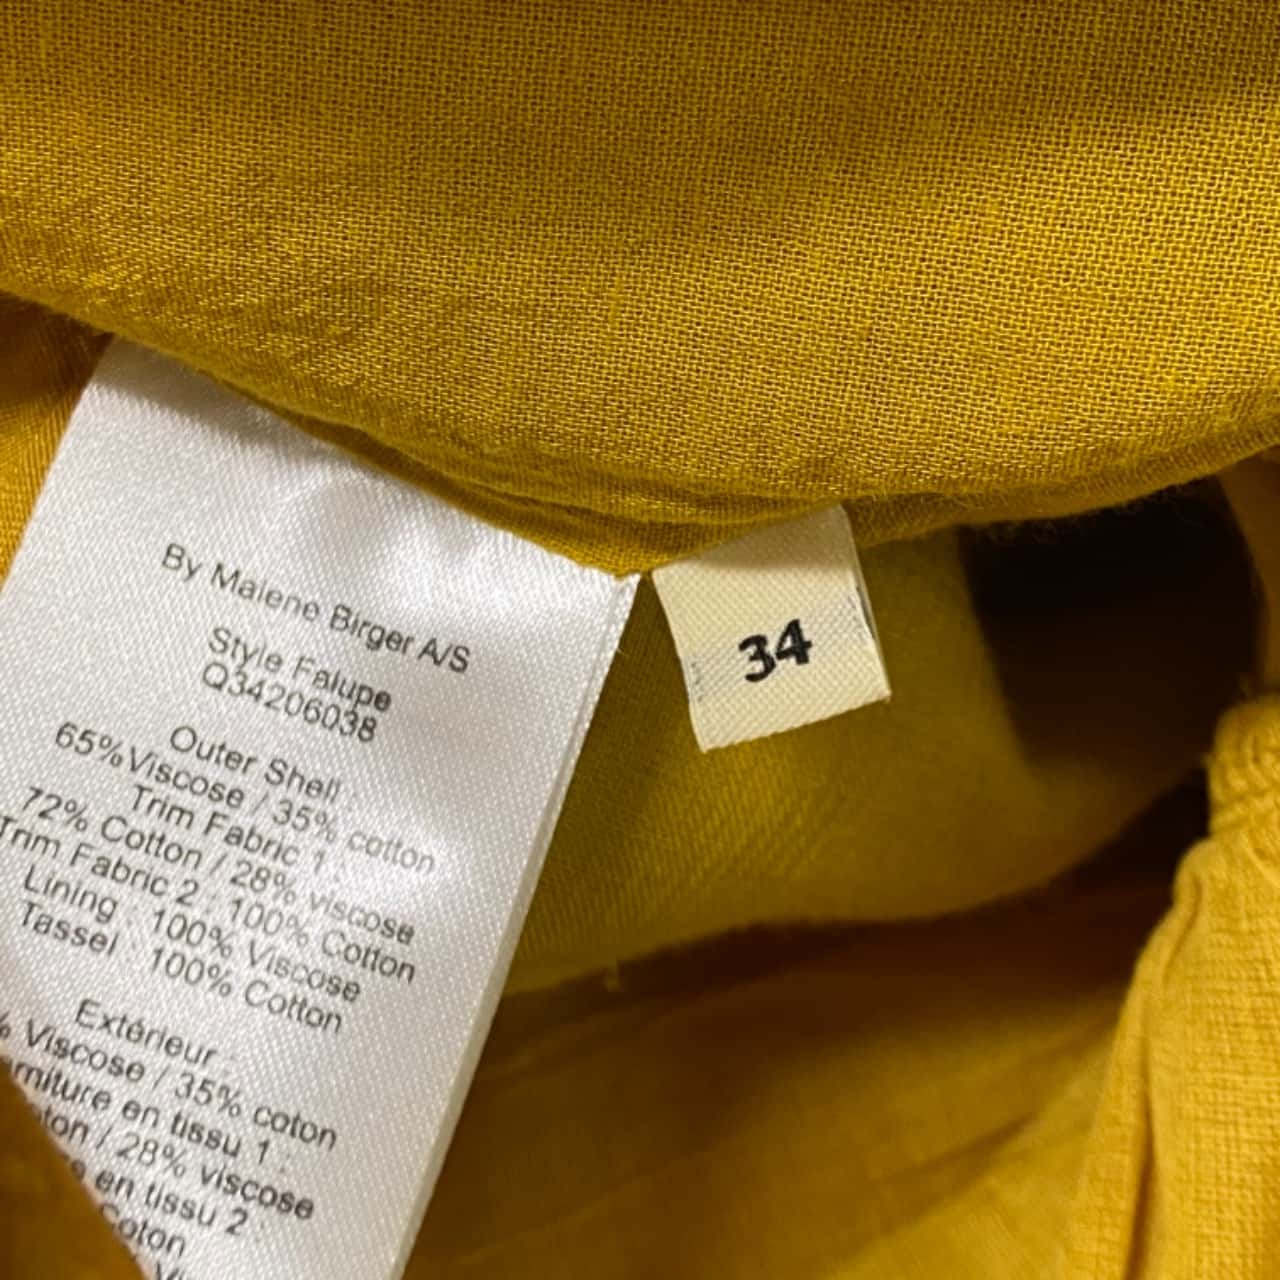 By Malene Birger A/S
Style Falupe
Q34206038
Outer Shell :
65%Viscose / 35% cotton
Trim Fabric 1 :
72% Cotton / 28% viscose
Trim Fabric 2 : 100% Cotton
Lining : 100% Viscose
Tassel : 100% Cotton
Extérieur :
% Viscose / 35% coton
en tissu 1 :
/ 28% viscose
en tissu 2 :
coton
34